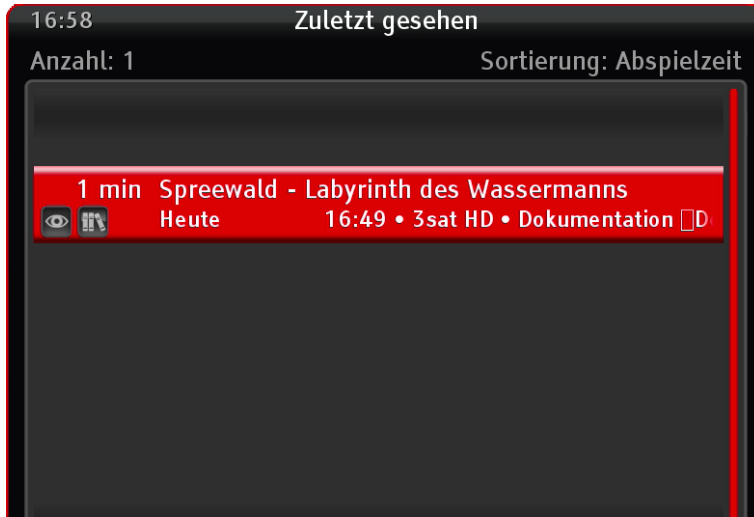 16:58 Zuletzt gesehen
Anzahl: 1 Sortierung: Abspielzeit
1 min Spreewald - Labyrinth des Wassermanns
Heute 16:49 • 3sat HD • Dokumentation